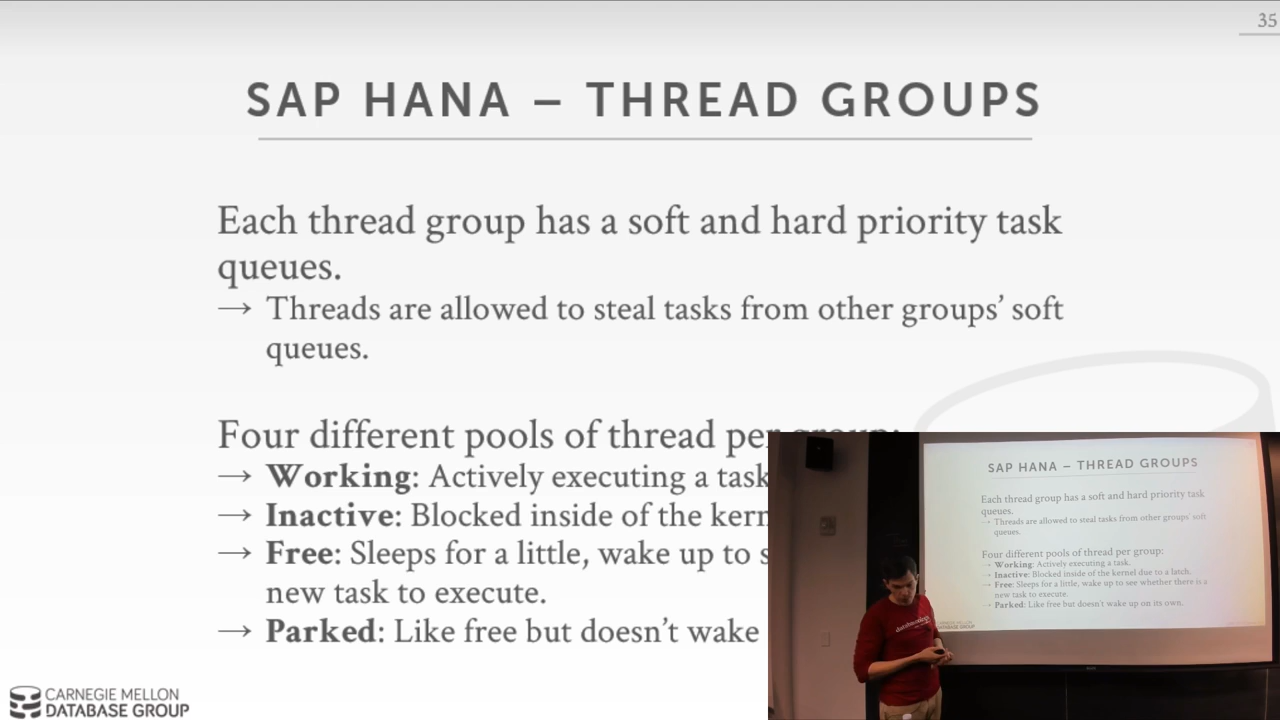 35
SAP HANA – THREAD GROUPS
Each thread group has a soft and hard priority task
queues.
→ Threads are allowed to steal tasks from other groups’ soft
queues.
Four different pools of thread per group:
→ Working: Actively executing a task
→ Inactive: Blocked inside of the kern
→ Free: Sleeps for a little, wake up to s
new task to execute.
→ Parked: Like free but doesn’t wake
CARNEGIE MELLON
DATABASE GROUP
SAP HANA – THREAD GROUPS
Each thread group has a soft and hard priority task
queues.
→ Threads are allowed to steal tasks from other groups’ soft
queues.
Four different pools of thread per group:
→ Working: Actively executing a task.
→ Inactive: Blocked inside of the kernel due to a latch.
→ Free: Sleeps for a little, wake up to see whether there is a
new task to execute.
→ Parked: Like free but doesn’t wake up on its own.
CARNEGIE MELLON
DATABASE GROUP